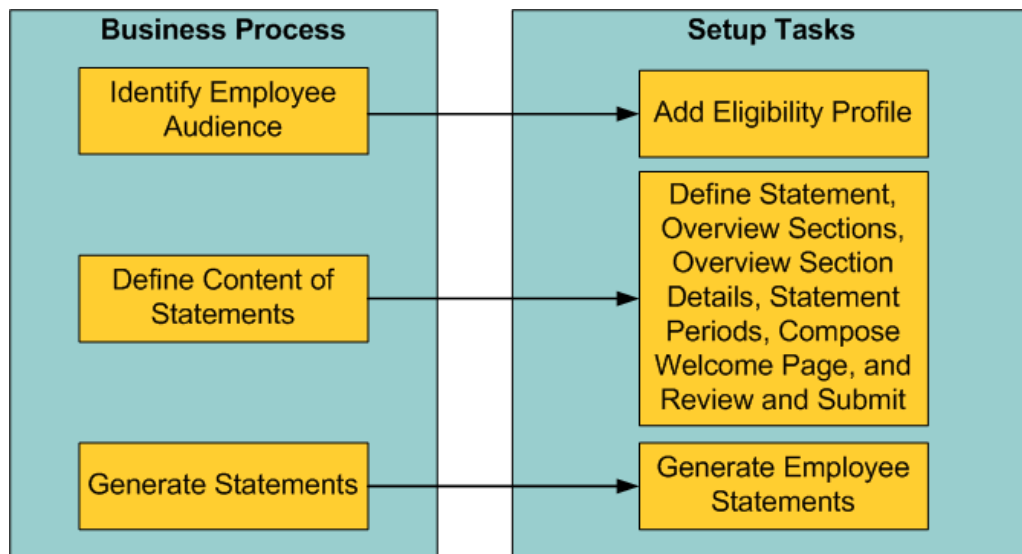 Business Process
Identify Employee
Audience
Define Content of
Statements
Generate Statements
Setup Tasks
Add Eligibility Profile
Define Statement,
Overview Sections,
Overview Section
Details, Statement
Periods, Compose
Welcome Page, and
Review and Submit
Generate Employee
Statements